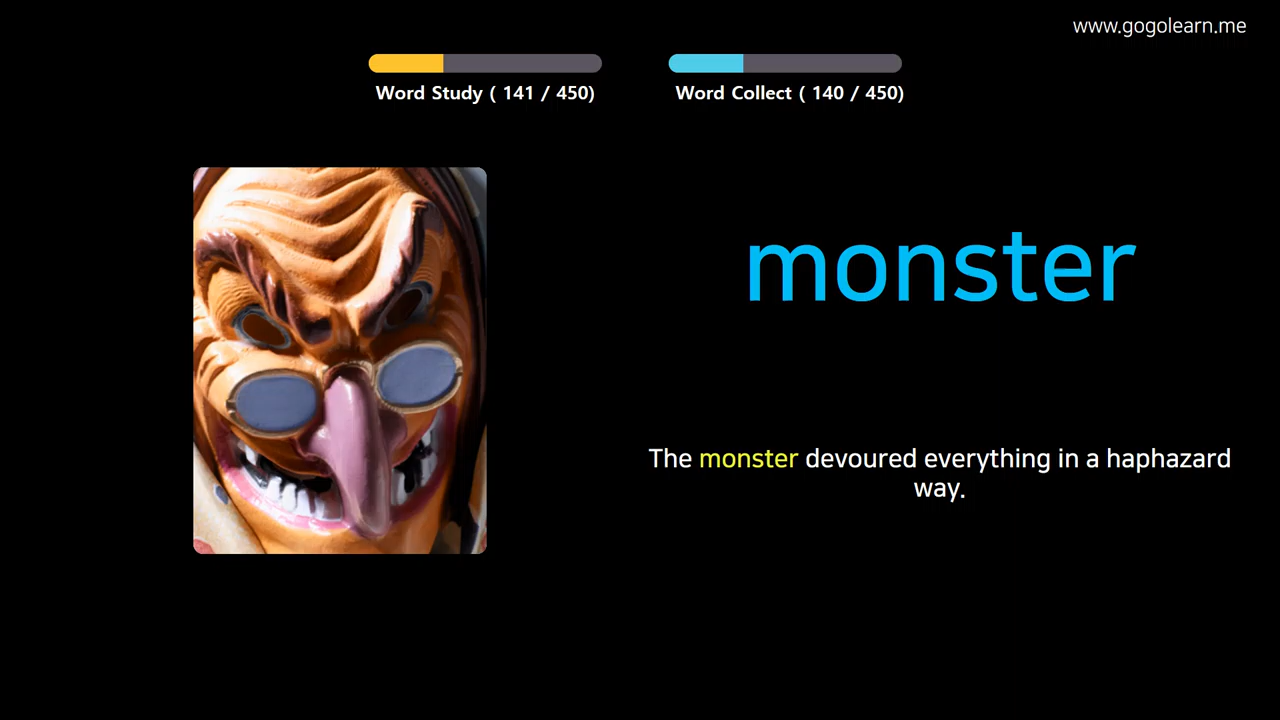 www.gogolearn.me
Word Study ( 141 / 450)
Word Collect ( 140 / 450)
monster
The monster devoured everything in a haphazard
way.